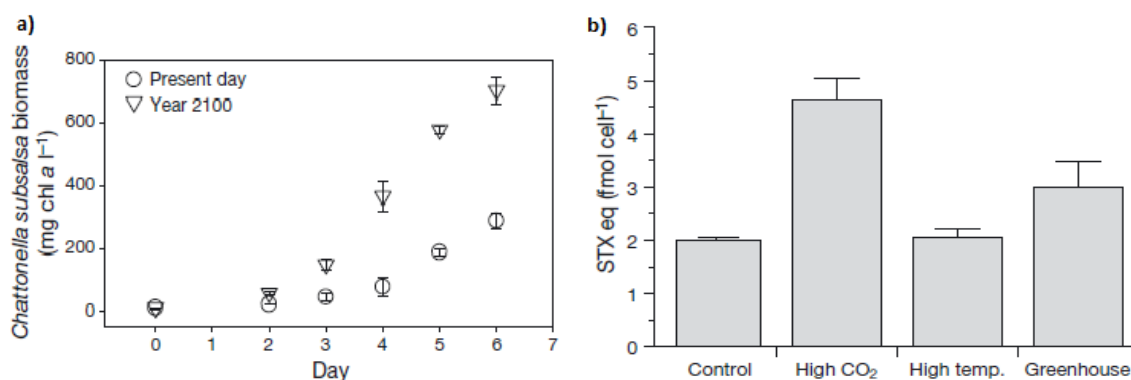 a)
Chattonella subsalsa biomass
(mg chl a l⁻¹)
800
600
400
200
0
Present day
Year 2100
0 1 2 3 4 5 6 7
Day
b)
STX eq (fmol cell⁻¹)
6
5
4
3
2
1
0
Control High CO₂ High temp. Greenhouse